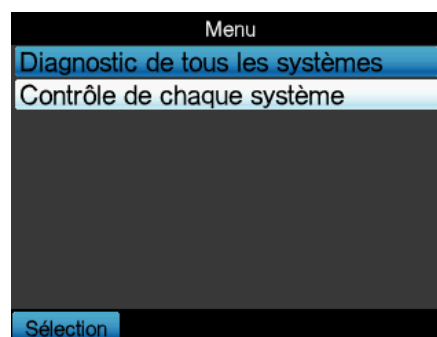 Menu
Diagnostic de tous les systèmes
Contrôle de chaque système
Sélection